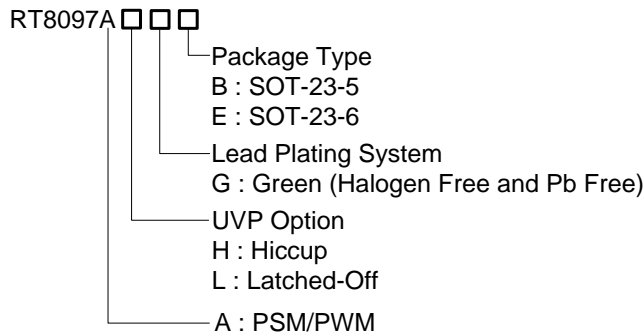 RT8097A
Package Type
B : SOT-23-5
E : SOT-23-6
Lead Plating System
G : Green (Halogen Free and Pb Free)
UVP Option
H : Hiccup
L : Latched-Off
A : PSM/PWM